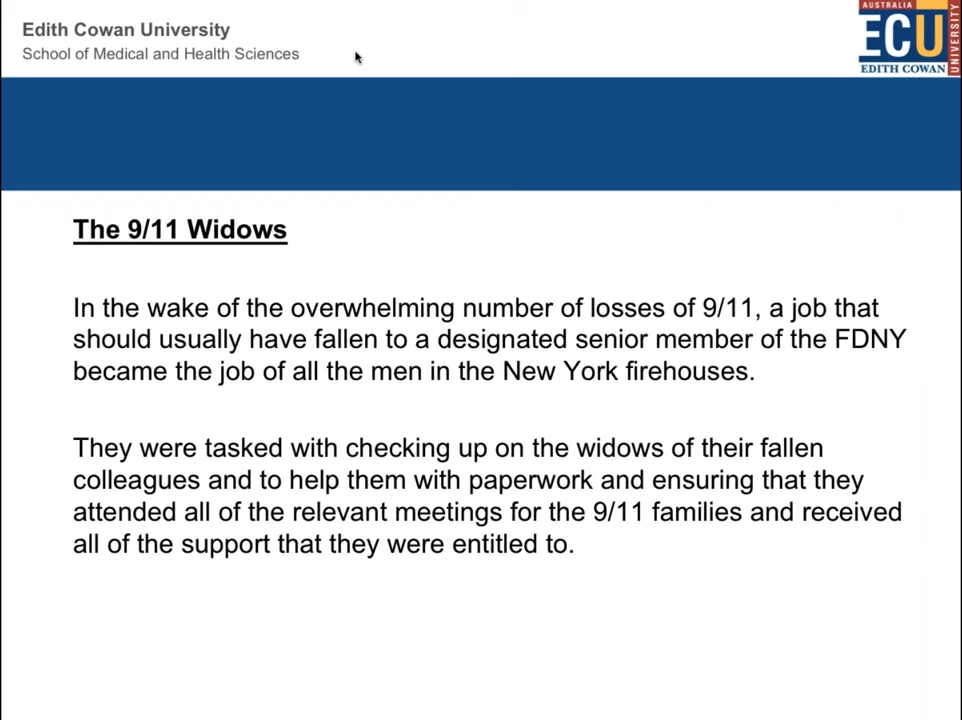 Edith Cowan University
School of Medical and Health Sciences
AUSTRALIA
ECU
EDITH COWAN
UNIVERSITY
The 9/11 Widows
In the wake of the overwhelming number of losses of 9/11, a job that
should usually have fallen to a designated senior member of the FDNY
became the job of all the men in the New York firehouses.
They were tasked with checking up on the widows of their fallen
colleagues and to help them with paperwork and ensuring that they
attended all of the relevant meetings for the 9/11 families and received
all of the support that they were entitled to.